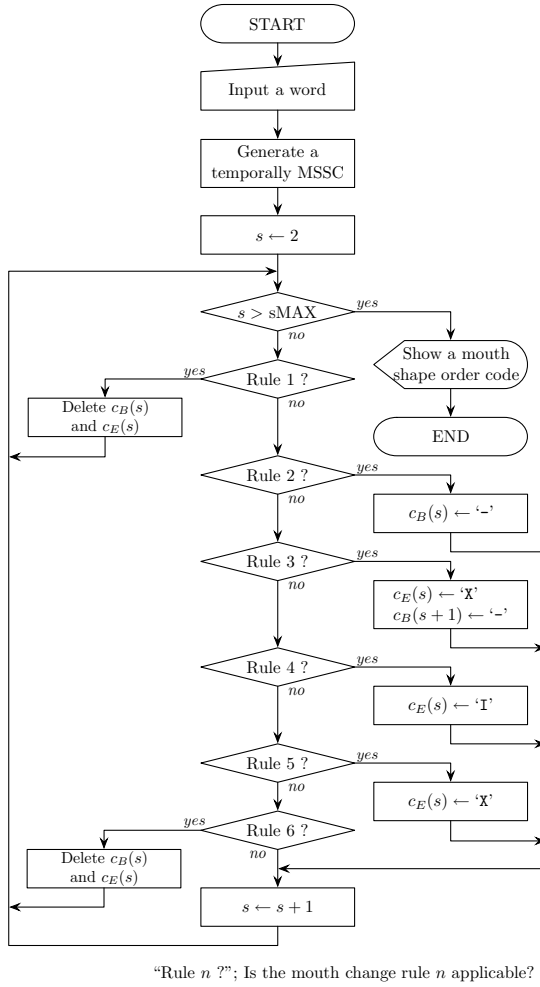 START
Input a word
Generate a
temporally MSSC
s ← 2
s > sMAX
yes
no
Show a mouth
shape order code
END
Rule 1 ?
yes
no
Delete c_B(s)
and c_E(s)
Rule 2 ?
yes
no
c_B(s) ← ‘-’
Rule 3 ?
yes
no
c_E(s) ← ‘X’
c_B(s + 1) ← ‘-’
Rule 4 ?
yes
no
c_E(s) ← ‘I’
Rule 5 ?
yes
no
c_E(s) ← ‘X’
Rule 6 ?
yes
no
Delete c_B(s)
and c_E(s)
s ← s + 1
“Rule n ?”; Is the mouth change rule n applicable?